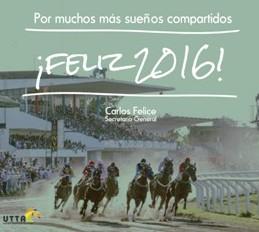 Por muchos más sueños compartidos
¡FELIZ 2016!
Carlos Felice
Secretario General
UTTA